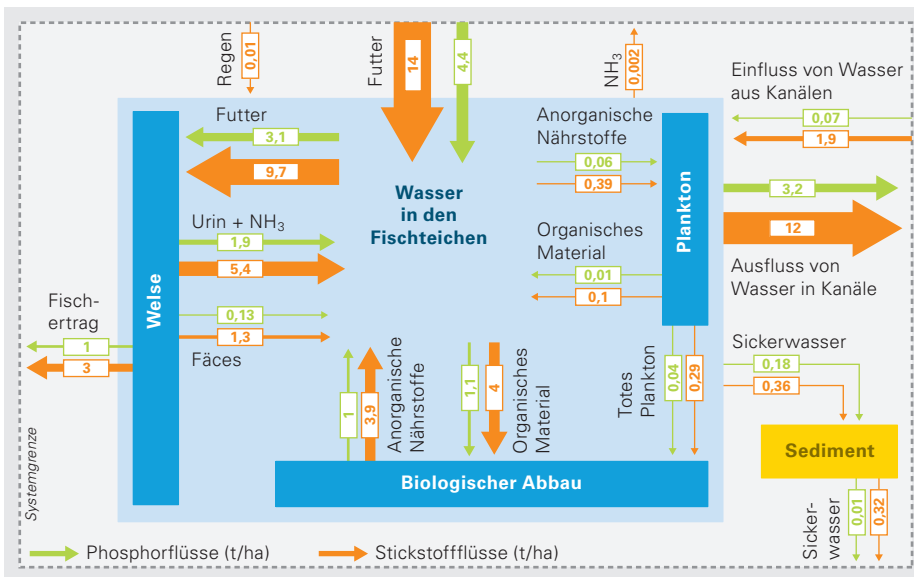 Regen
0,01
Futter
14
4,4
NH3
0,002
Einfluss von Wasser
aus Kanälen
0,07
1,9
Futter
3,1
9,7
Anorganische
Nährstoffe
0,06
0,39
Wasser
in den
Fischteichen
Plankton
3,2
12
Ausfluss von
Wasser in Kanäle
Urin + NH3
1,9
5,4
Organisches
Material
0,01
0,1
Welse
Fisch-
ertrag
1
3
0,13
1,3
Fäces
1
3,9
Anorganische
Nährstoffe
1,1
4
Organisches
Material
Totes
Plankton
0,04
0,29
Sickerwasser
0,18
0,36
Sediment
Biologischer Abbau
Sicker-
wasser
0,01
0,32
Systemgrenze
Phosphorflüsse (t/ha)
Stickstoffflüsse (t/ha)